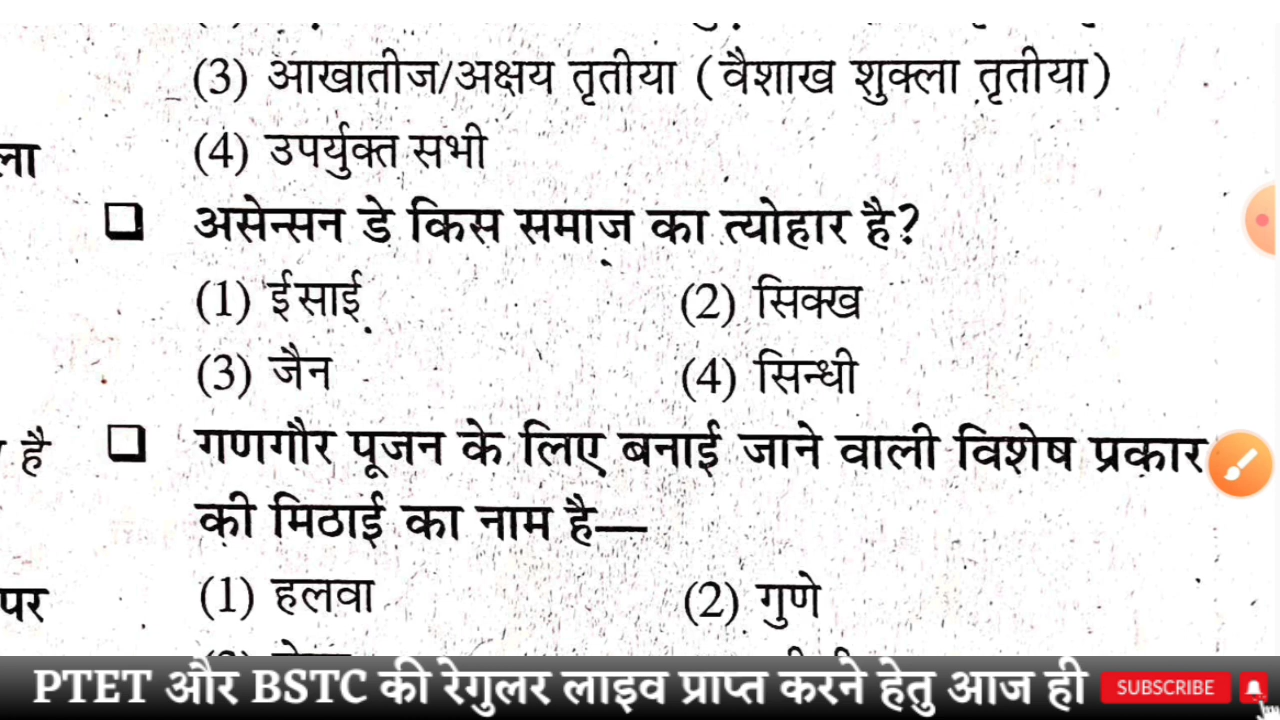 (3) आखातीज/अक्षय तृतीया (वैशाख शुक्ला तृतीया)
(4) उपर्युक्त सभी
ला
असेन्सन डे किस समाज का त्योहार है?
(1) ईसाई (2) सिक्ख
(3) जैन (4) सिन्धी
है गणगौर पूजन के लिए बनाई जाने वाली विशेष प्रकार
की मिठाई का नाम है—
पर (1) हलवा (2) गुणे
PTET और BSTC की रेगुलर लाइव प्राप्त करने हेतु आज ही SUBSCRIBE